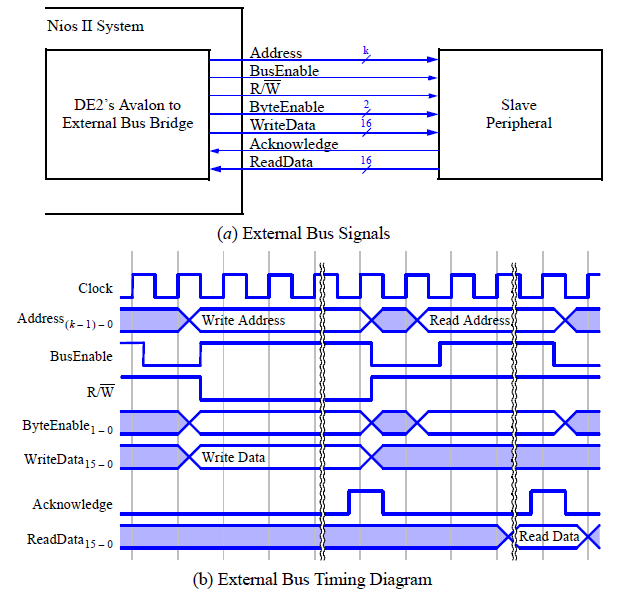 Nios II System
DE2's Avalon to
External Bus Bridge
Address
k
BusEnable
R/W̅
ByteEnable
2
WriteData
16
Acknowledge
ReadData
16
Slave
Peripheral
(a) External Bus Signals
Clock
Address(k – 1) – 0
Write Address
Read Address
BusEnable
R/W̅
ByteEnable1 – 0
WriteData15 – 0
Write Data
Acknowledge
ReadData15 – 0
Read Data
(b) External Bus Timing Diagram